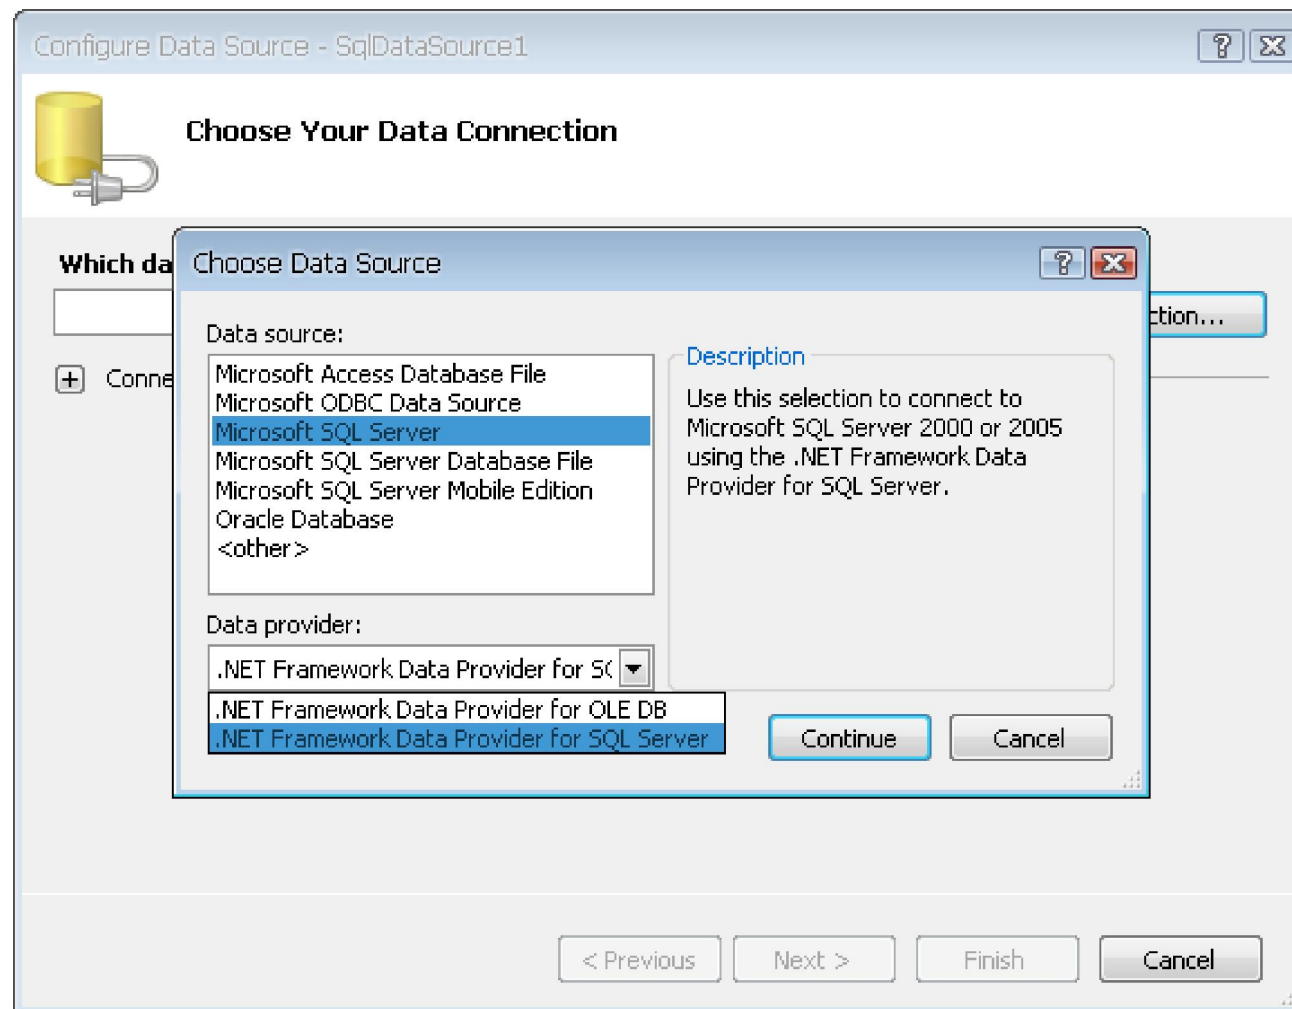 Configure Data Source - SqlDataSource1
Choose Your Data Connection
Which da
ction...
Conne
Choose Data Source
Data source:
Microsoft Access Database File
Microsoft ODBC Data Source
Microsoft SQL Server
Microsoft SQL Server Database File
Microsoft SQL Server Mobile Edition
Oracle Database
<other>
Description
Use this selection to connect to
Microsoft SQL Server 2000 or 2005
using the .NET Framework Data
Provider for SQL Server.
Data provider:
.NET Framework Data Provider for SQ
.NET Framework Data Provider for OLE DB
.NET Framework Data Provider for SQL Server
Continue
Cancel
< Previous
Next >
Finish
Cancel